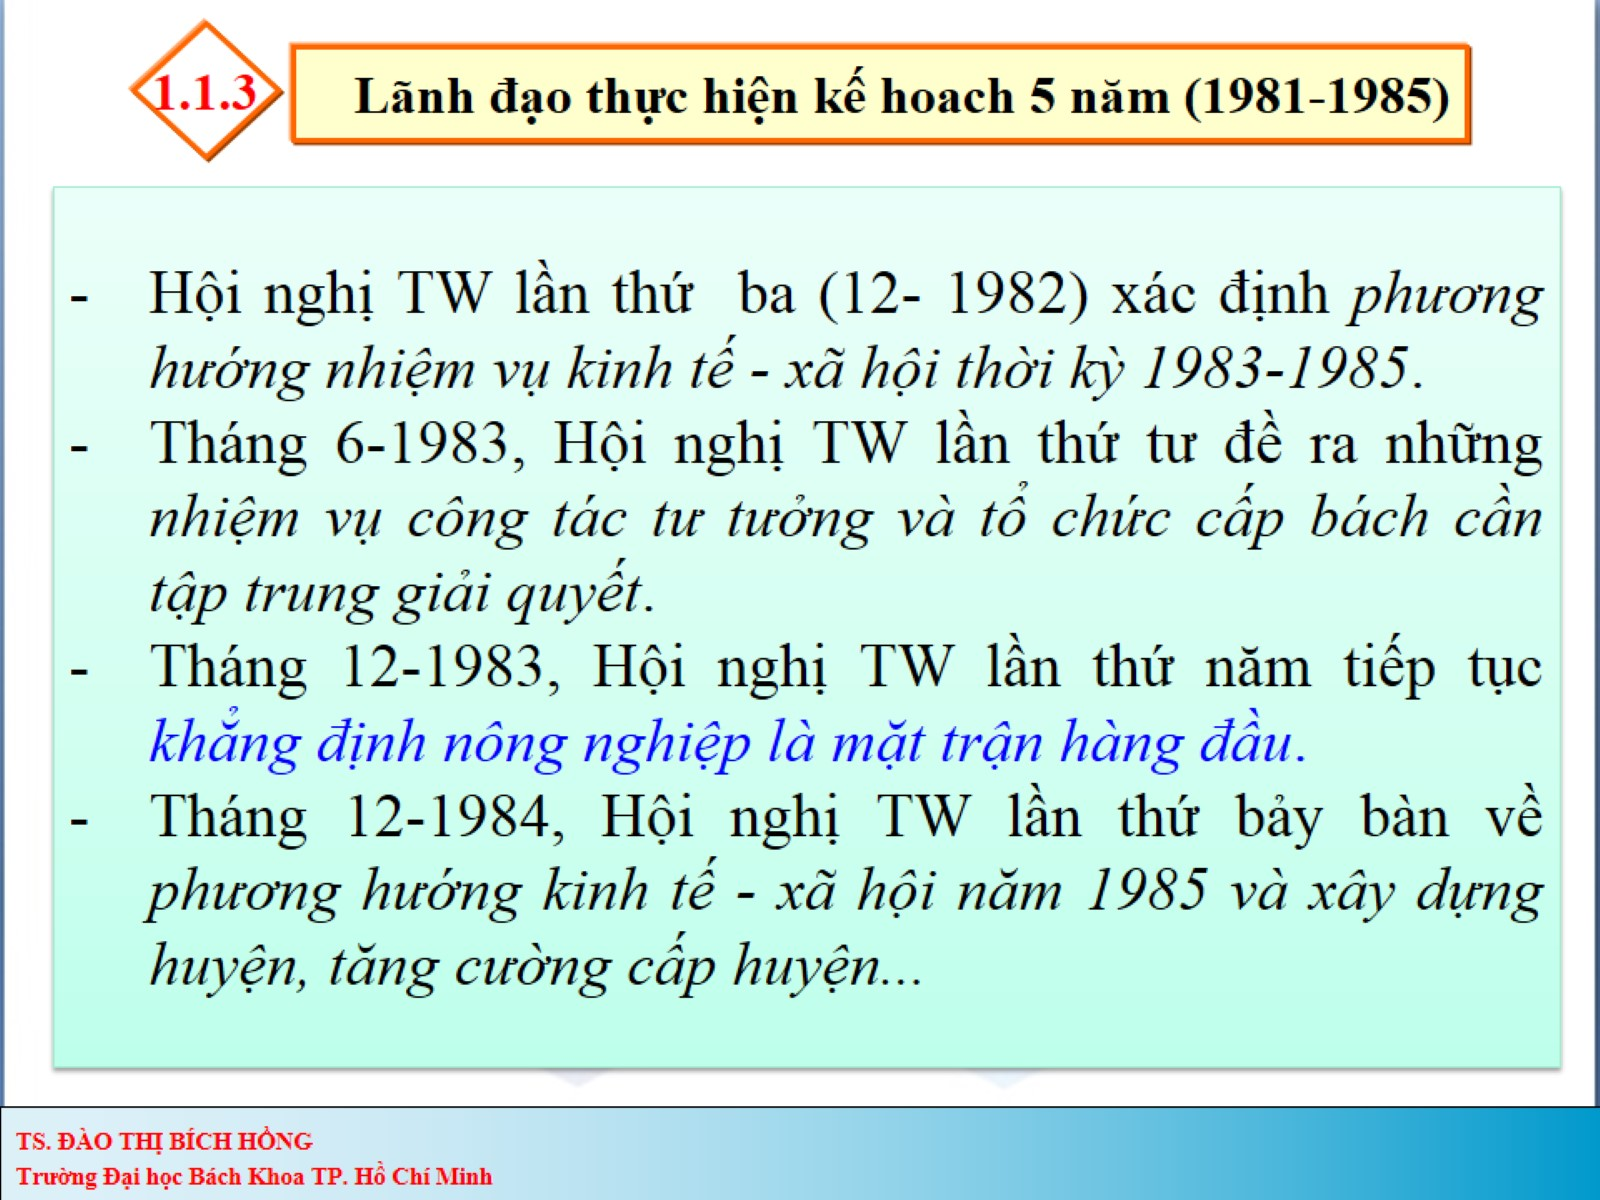 1.1.3
Lãnh đạo thực hiện kế hoach 5 năm (1981-1985)
- Hội nghị TW lần thứ ba (12- 1982) xác định phương
hướng nhiệm vụ kinh tế - xã hội thời kỳ 1983-1985.
- Tháng 6-1983, Hội nghị TW lần thứ tư đề ra những
nhiệm vụ công tác tư tưởng và tổ chức cấp bách cần
tập trung giải quyết.
- Tháng 12-1983, Hội nghị TW lần thứ năm tiếp tục
khẳng định nông nghiệp là mặt trận hàng đầu.
- Tháng 12-1984, Hội nghị TW lần thứ bảy bàn về
phương hướng kinh tế - xã hội năm 1985 và xây dựng
huyện, tăng cường cấp huyện...
TS. ĐÀO THỊ BÍCH HỒNG
Trường Đại học Bách Khoa TP. Hồ Chí Minh